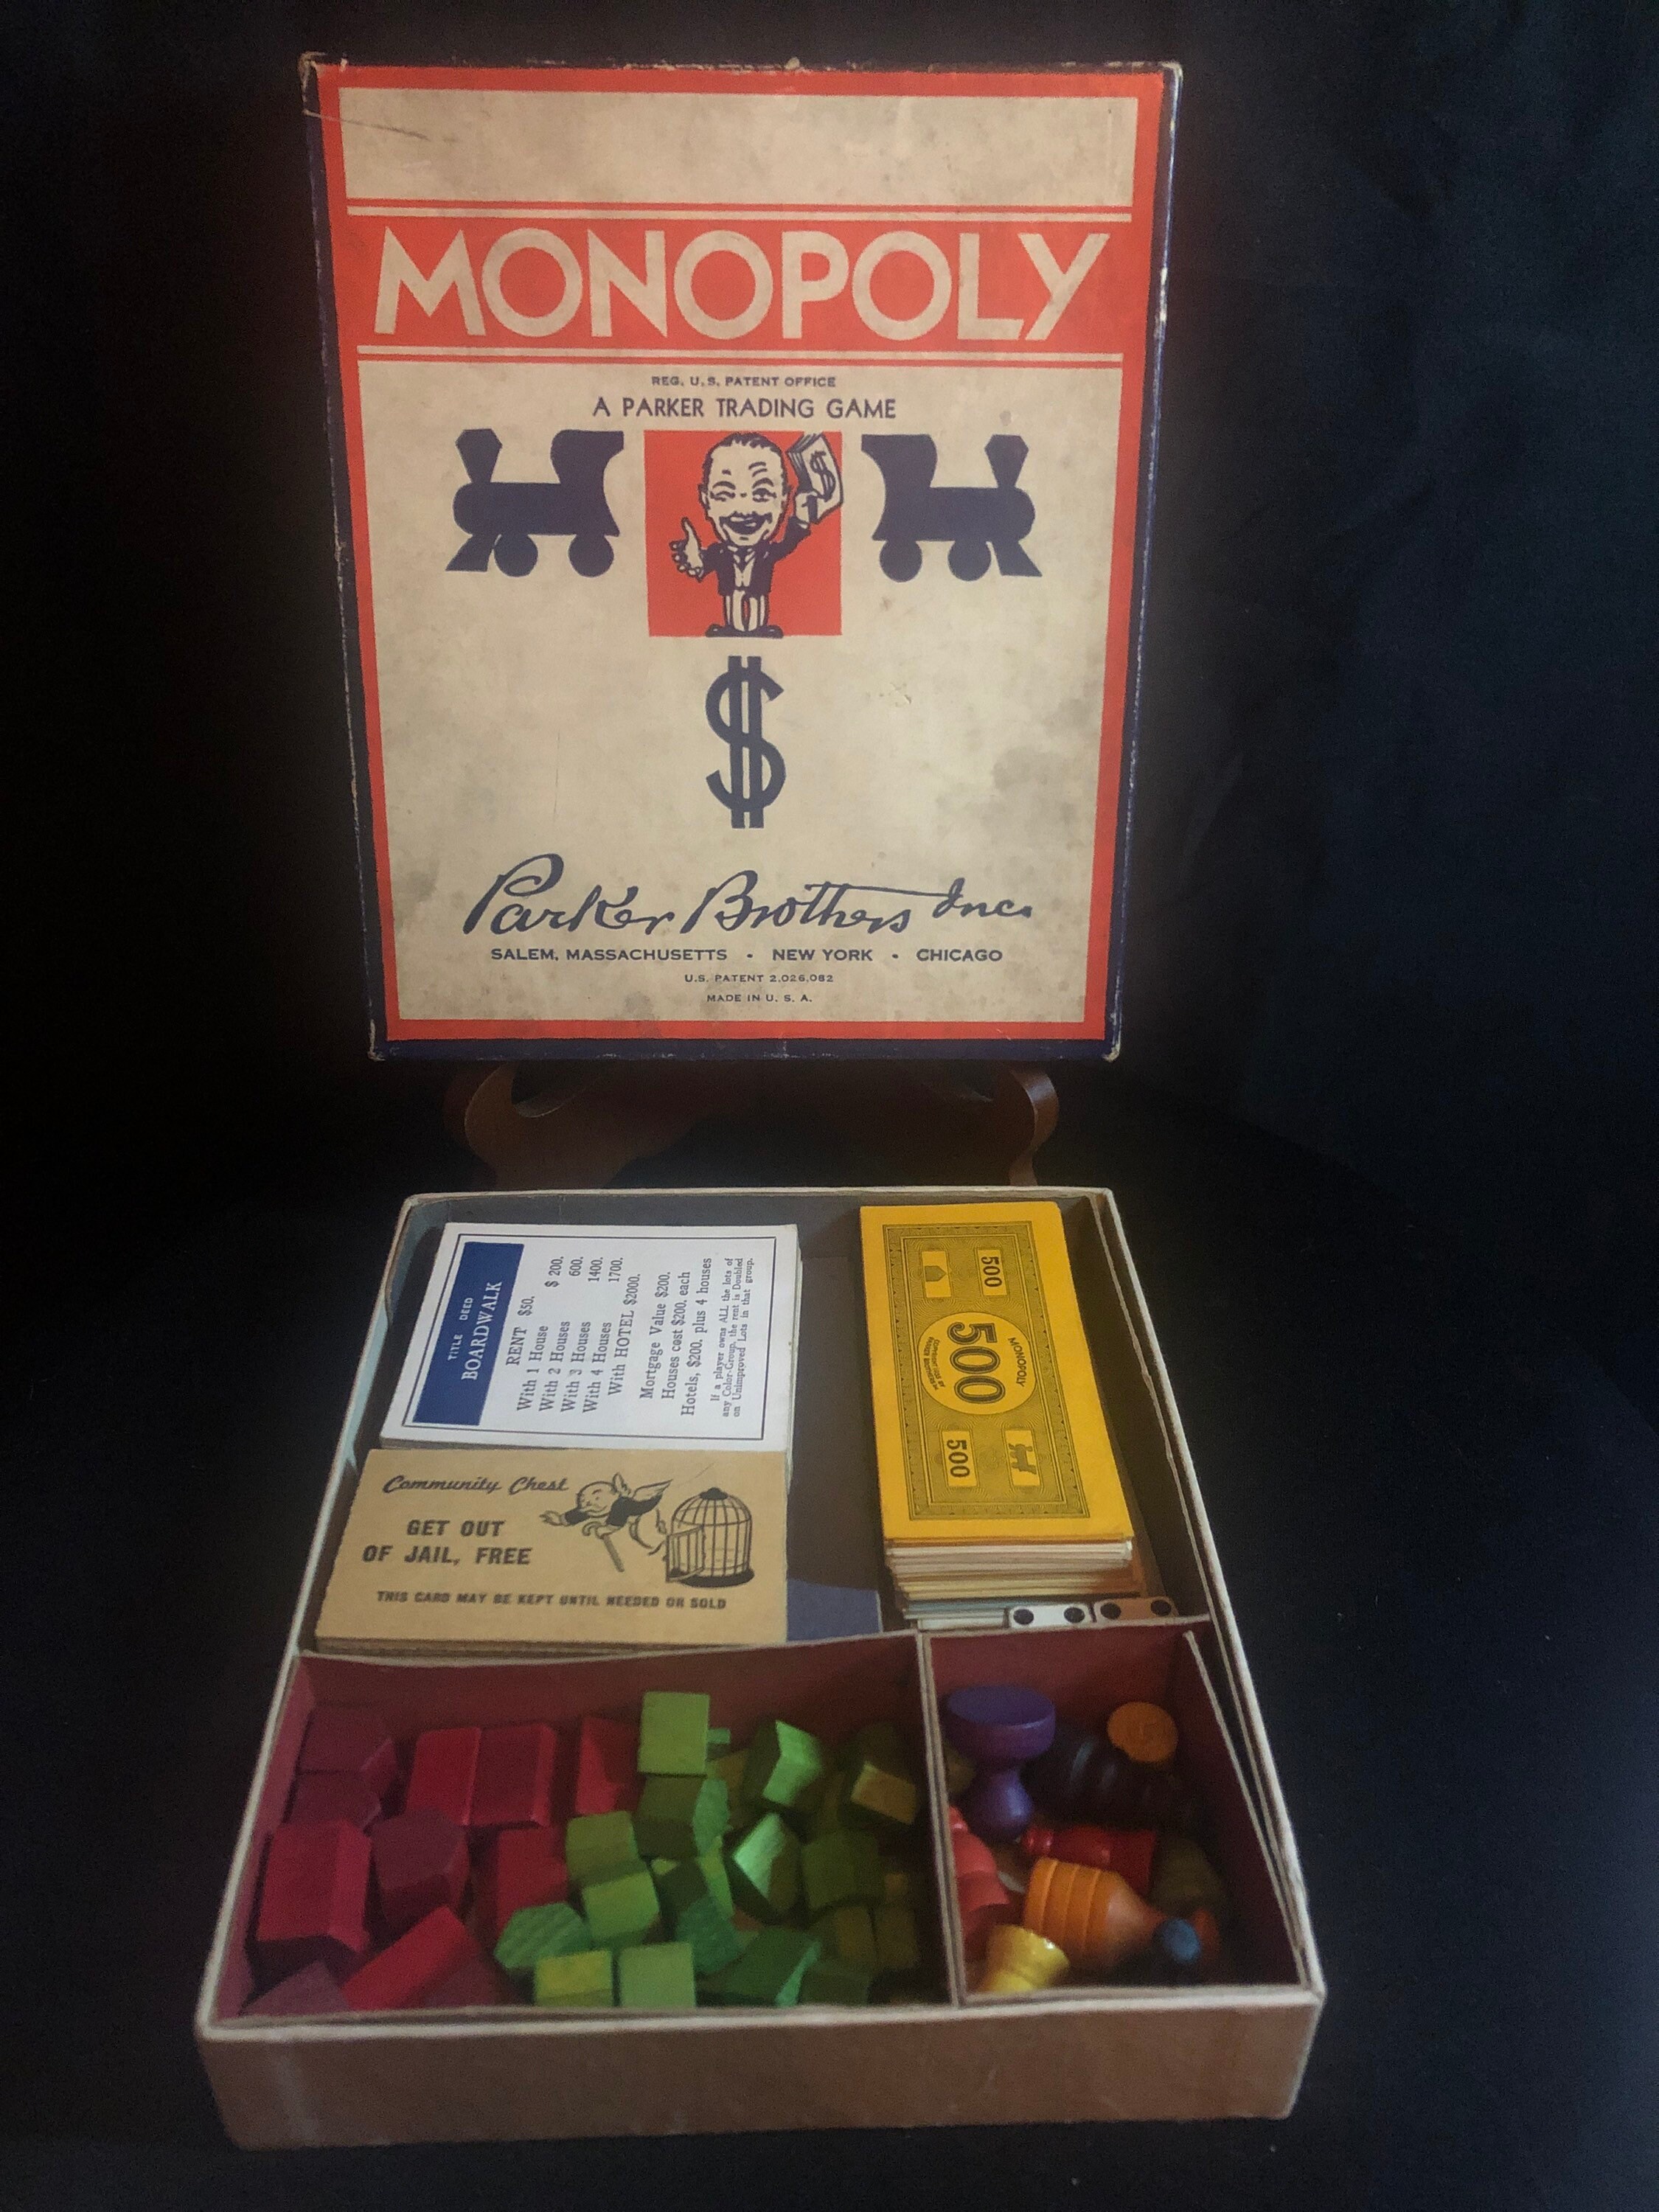 MONOPOLY
REG. U.S. PATENT OFFICE
A PARKER TRADING GAME
$
$
Parker Brothers Inc.
SALEM, MASSACHUSETTS • NEW YORK • CHICAGO
U.S. PATENT 2,026,082
MADE IN U. S. A.
TITLE DEED
BOARDWALK
RENT $50.
With 1 House $ 200.
With 2 Houses 600.
With 3 Houses 1400.
With 4 Houses 1700.
With HOTEL $2000.
Mortgage Value $200.
Houses cost $200. each
Hotels, $200. plus 4 houses
If a player owns ALL the lots of
any Color-Group, the rent is Doubled
on Unimproved Lots in that group.
500
500
MONOPOLY
500
Community Chest
GET OUT
OF JAIL, FREE
THIS CARD MAY BE KEPT UNTIL NEEDED OR SOLD